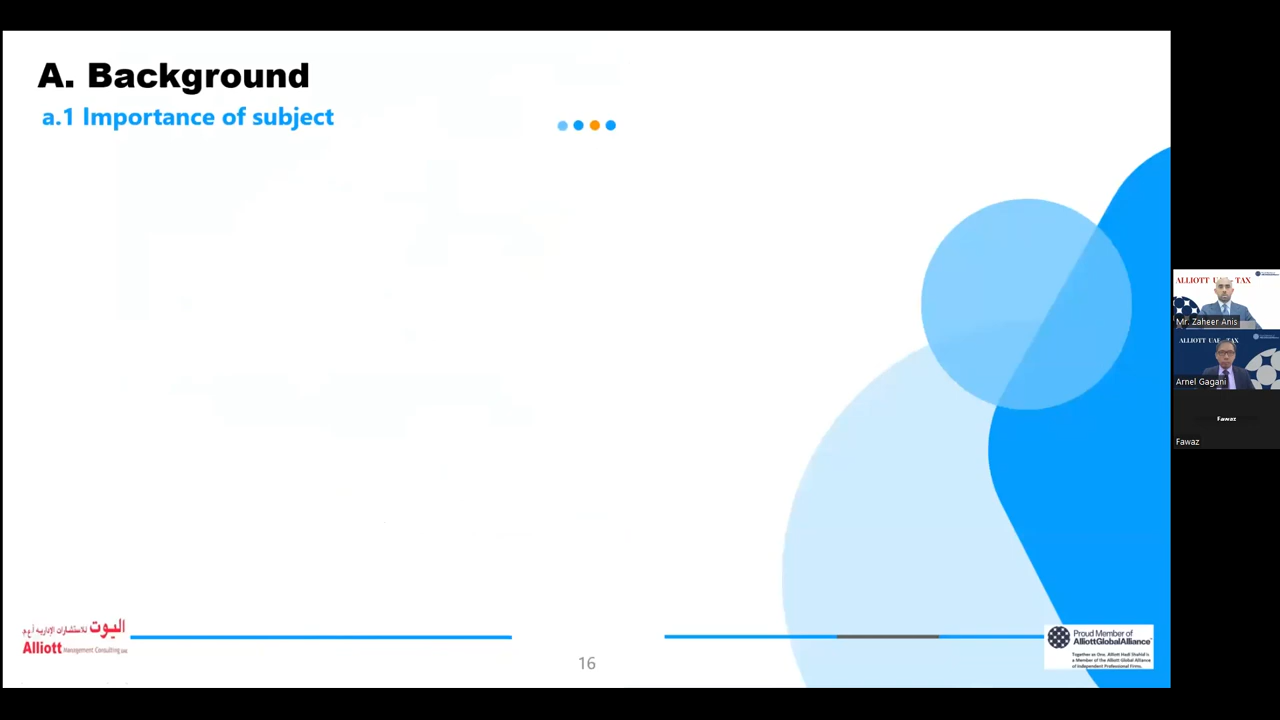 A. Background
a.1 Importance of subject
ALLIOTT UAE - TAX
Mr. Zaheer Anis
ALLIOTT UAE - TAX
Arnel Gagani
Fawaz
Fawaz
اليوت للاستشارات الإدارية ذ.م.م
Alliott Management Consulting
16
Proud Member of
AlliottGlobalAlliance
Together as One. Alliott Hadi Shahid is
a Member of the Alliott Global Alliance
of Independent Professional Firms.